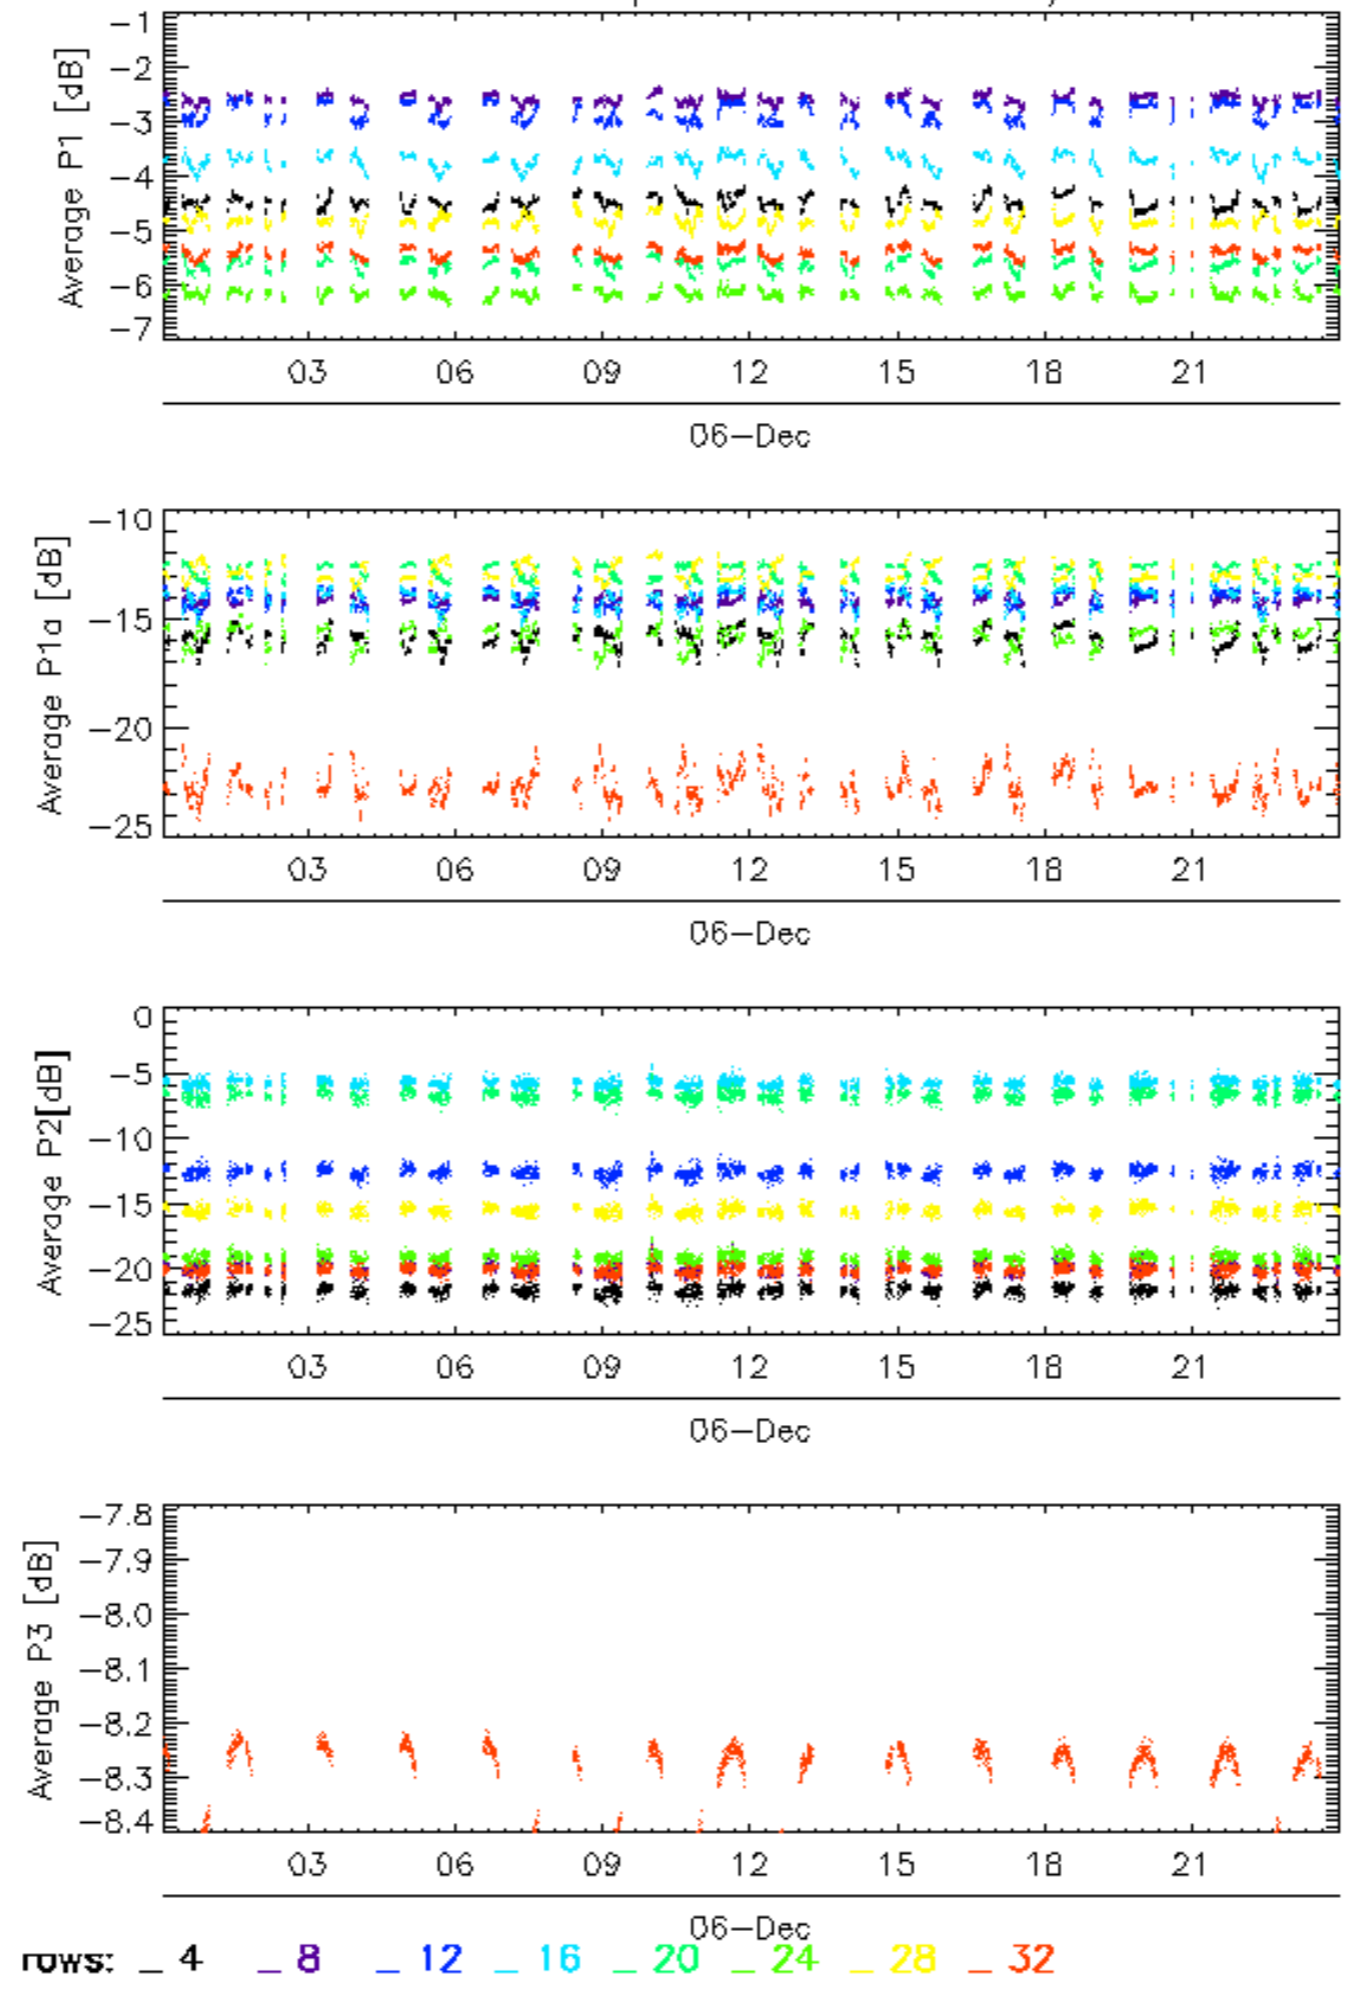 Average P1 [dB]
-1
-2
-3
-4
-5
-6
-7
03 06 09 12 15 18 21
06-Dec
Average P1a [dB]
-10
-15
-20
-25
03 06 09 12 15 18 21
06-Dec
Average P2[dB]
0
-5
-10
-15
-20
-25
03 06 09 12 15 18 21
06-Dec
Average P3 [dB]
-7.8
-7.9
-8.0
-8.1
-8.2
-8.3
-8.4
03 06 09 12 15 18 21
06-Dec
rows: _ 4 _ 8 _ 12 _ 16 _ 20 _ 24 _ 28 _ 32